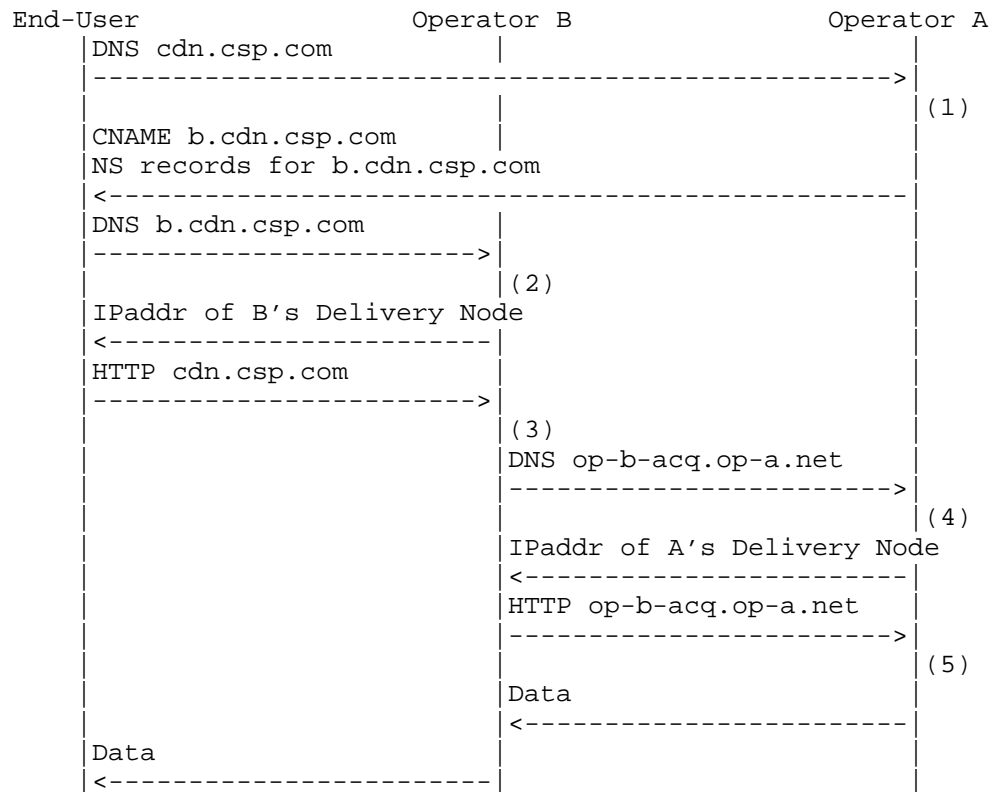 End-User Operator B Operator A
DNS cdn.csp.com
(1)
CNAME b.cdn.csp.com
NS records for b.cdn.csp.com
DNS b.cdn.csp.com
(2)
IPaddr of B's Delivery Node
HTTP cdn.csp.com
(3)
DNS op-b-acq.op-a.net
(4)
IPaddr of A's Delivery Node
HTTP op-b-acq.op-a.net
(5)
Data
Data